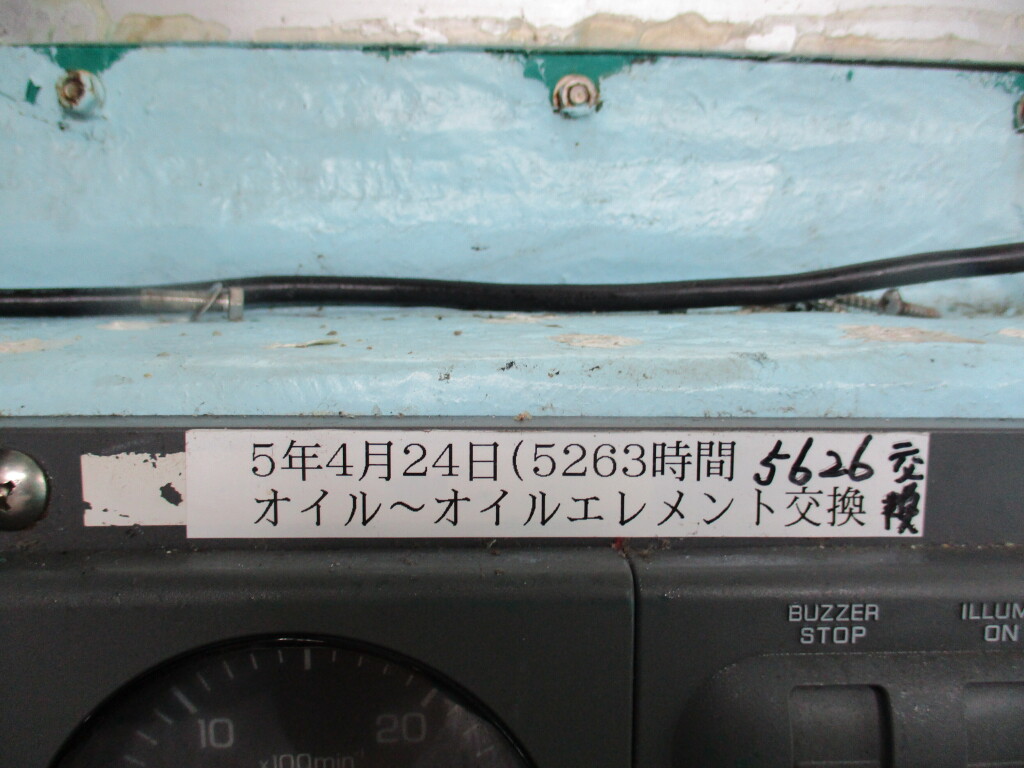 5年4月24日(5263時間 5626 交換
オイル～オイルエレメント交換
BUZZER STOP
ILLUM ON
10 20
x100min⁻¹